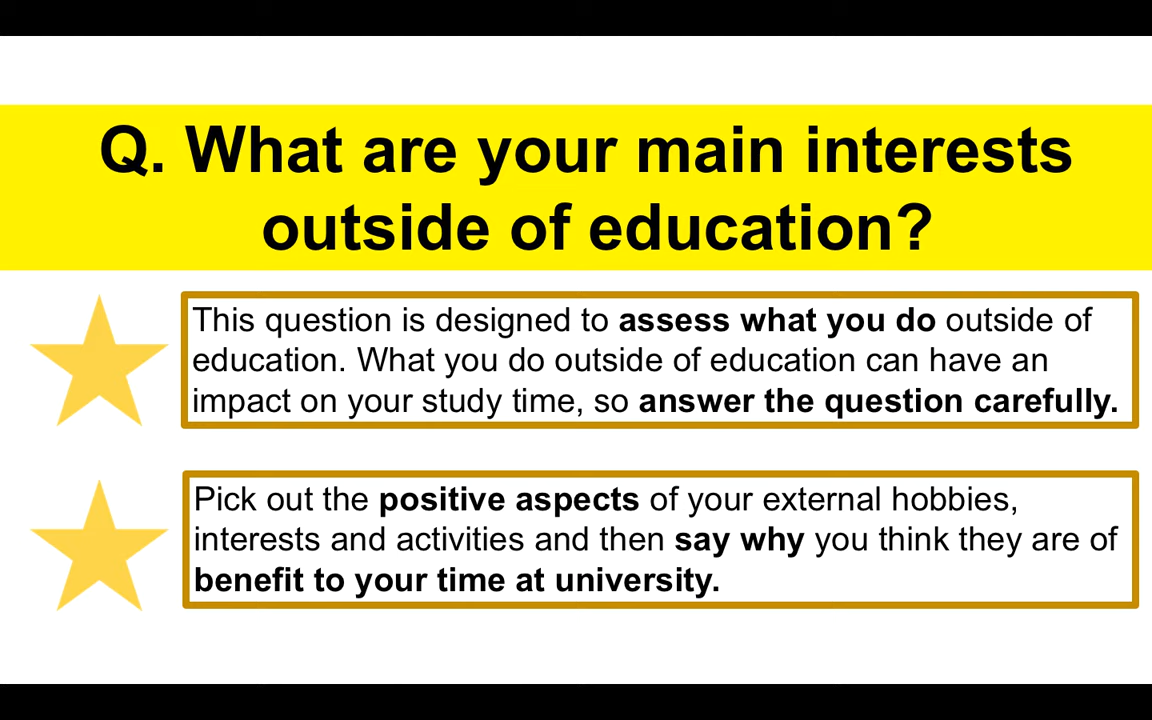 Q. What are your main interests
outside of education?
This question is designed to assess what you do outside of
education. What you do outside of education can have an
impact on your study time, so answer the question carefully.
Pick out the positive aspects of your external hobbies,
interests and activities and then say why you think they are of
benefit to your time at university.